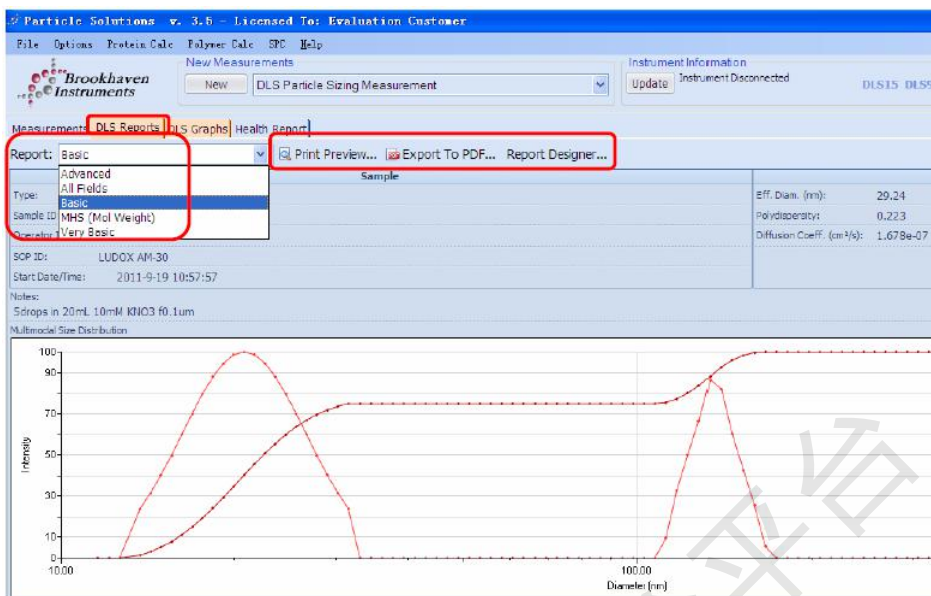 Particle Solutions v. 3.5 - Licensed To: Evaluation Customer
File Options Protein Calc Polymer Calc SPC Help
Brookhaven
Instruments
New Measurements
New DLS Particle Sizing Measurement
Instrument Information
Update Instrument Disconnected
DLS15
Measurements DLS Reports DLS Graphs Health Report
Report: Basic
Print Preview... Export To PDF... Report Designer...
Advanced
All Fields
Basic
MHS (Mol Weight)
Very Basic
Sample
Type:
Sample ID
Operator
SOP ID: LUDOX AM-30
Start Date/Time: 2011-9-19 10:57:57
Eff. Diam. (nm): 29.24
Polydispersity: 0.223
Diffusion Coeff. (cm²/s): 1.678e-07
Notes:
5drops in 20mL 10mM KNO3 f0.1um
Multimodal Size Distribution
Intensity
100
90
70
50
30
10
0
10.00 100.00
Diameter (nm)
平台